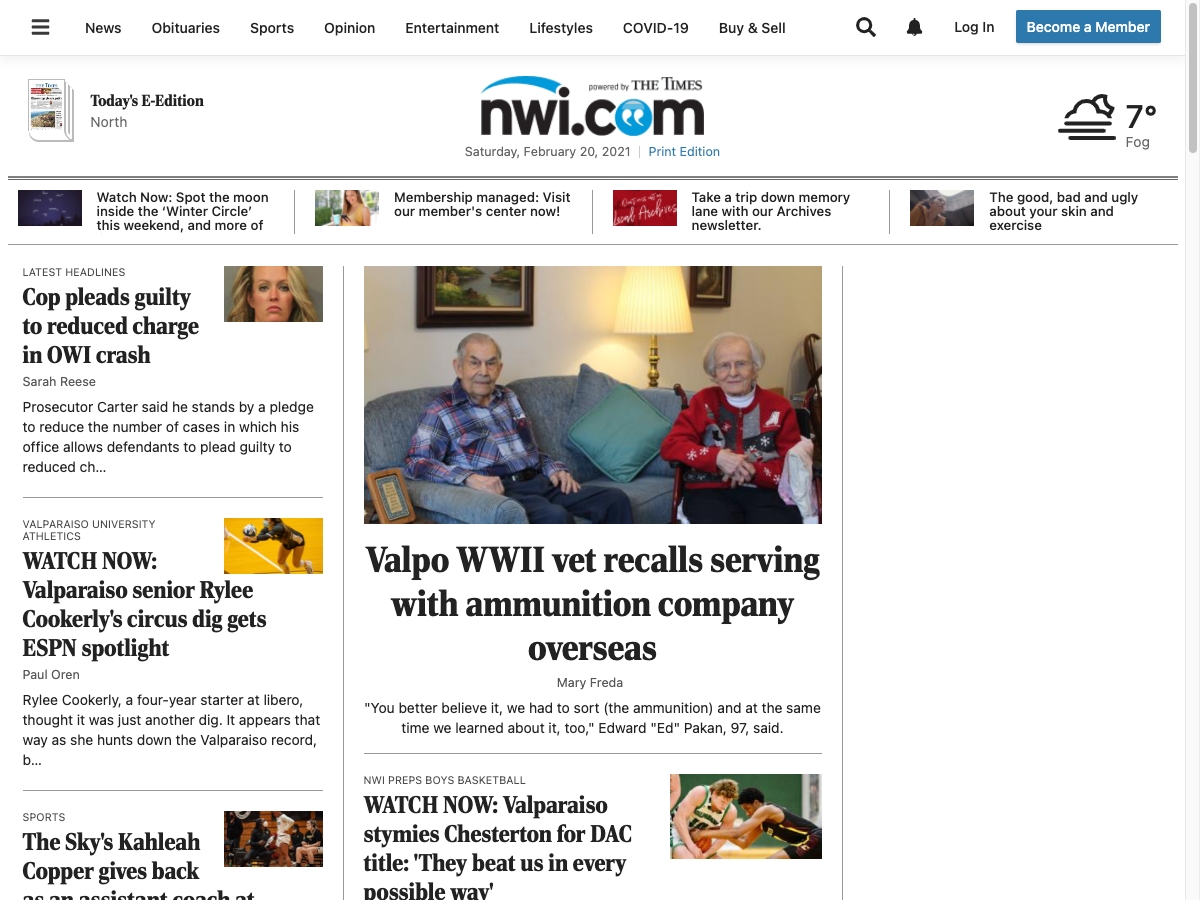 News
Obituaries
Sports
Opinion
Entertainment
Lifestyles
COVID-19
Buy & Sell
Log In
Become a Member
Today's E-Edition
North
powered by THE TIMES
nwi.com
Saturday, February 20, 2021
Print Edition
7°
Fog
Watch Now: Spot the moon
inside the ‘Winter Circle’
this weekend, and more of
Membership managed: Visit
our member's center now!
Local Archives
Take a trip down memory
lane with our Archives
newsletter.
The good, bad and ugly
about your skin and
exercise
LATEST HEADLINES
Cop pleads guilty
to reduced charge
in OWI crash
Sarah Reese
Prosecutor Carter said he stands by a pledge
to reduce the number of cases in which his
office allows defendants to plead guilty to
reduced ch...
VALPARAISO UNIVERSITY
ATHLETICS
WATCH NOW:
Valparaiso senior Rylee
Cookerly's circus dig gets
ESPN spotlight
Paul Oren
Rylee Cookerly, a four-year starter at libero,
thought it was just another dig. It appears that
way as she hunts down the Valparaiso record,
b...
SPORTS
The Sky's Kahleah
Copper gives back
as an assistant coach at
Valpo WWII vet recalls serving
with ammunition company
overseas
Mary Freda
"You better believe it, we had to sort (the ammunition) and at the same
time we learned about it, too," Edward "Ed" Pakan, 97, said.
NWI PREPS BOYS BASKETBALL
WATCH NOW: Valparaiso
stymies Chesterton for DAC
title: 'They beat us in every
possible way'